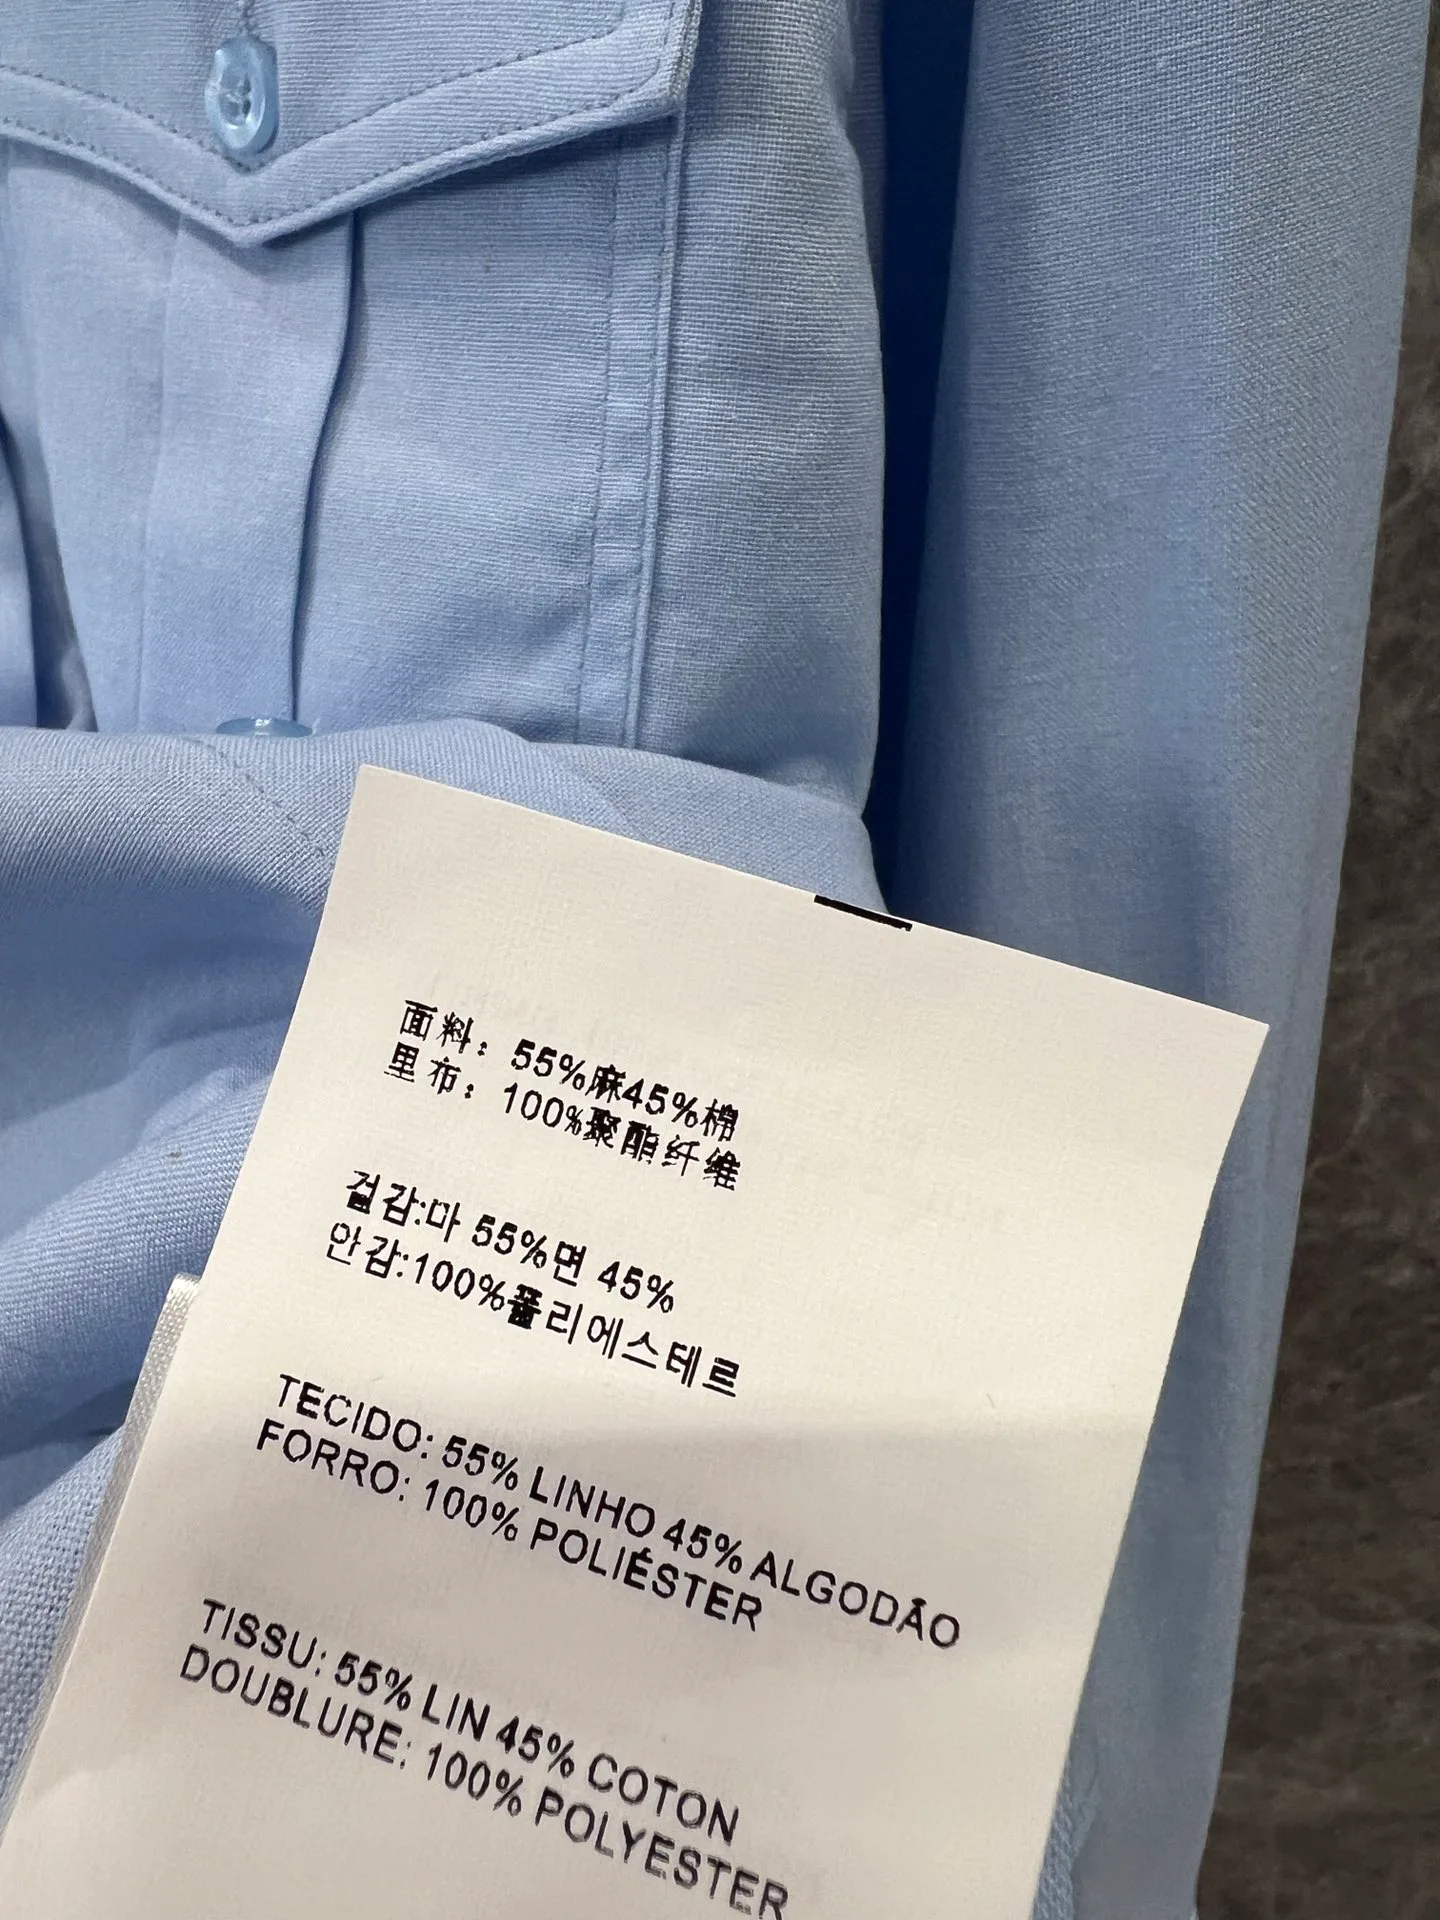 面料：55%麻45%棉
里布：100%聚酯纤维
겉감:마 55%면 45%
안감:100%폴리에스테르
TECIDO: 55% LINHO 45% ALGODÃO
FORRO: 100% POLIÉSTER
TISSU: 55% LIN 45% COTON
DOUBLURE: 100% POLYESTER